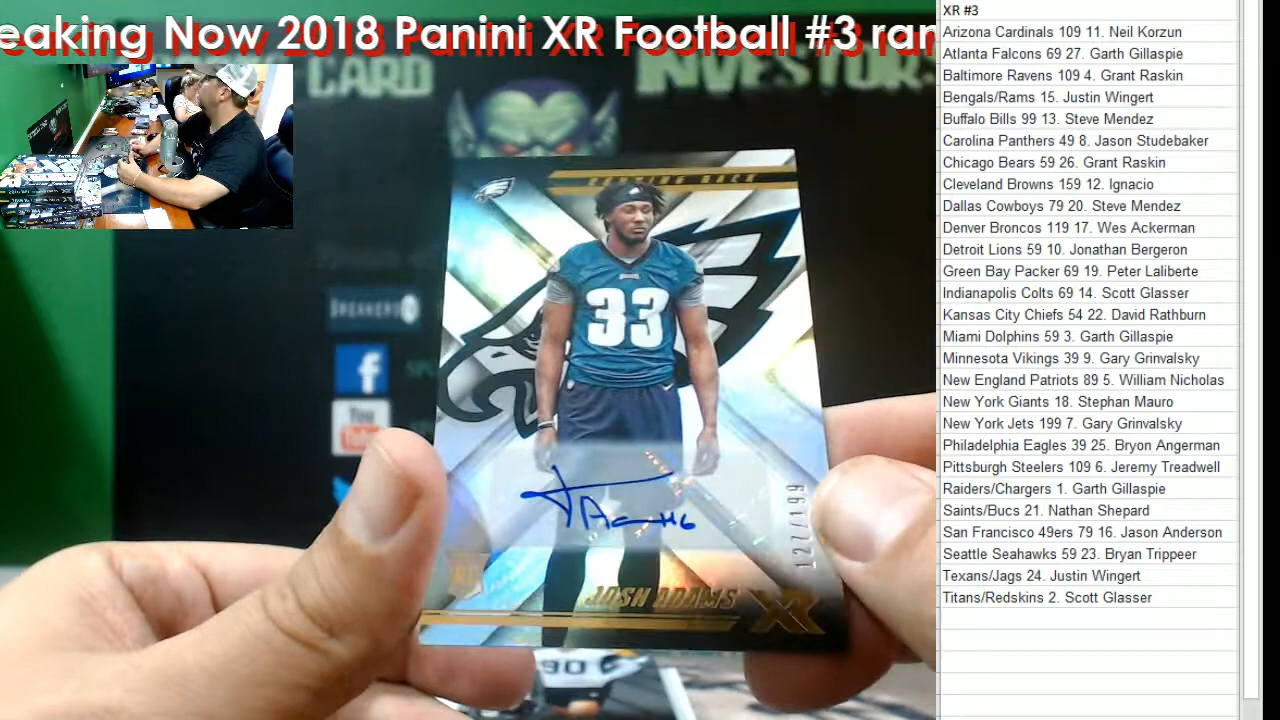 eaking Now 2018 Panini XR Football #3 ran
CARD INVESTOR
BREAKERS
You
RUNNING BACK
33
127/199
RC
JOSH ADAMS XR
90
XR #3
Arizona Cardinals 109 11. Neil Korzun
Atlanta Falcons 69 27. Garth Gillaspie
Baltimore Ravens 109 4. Grant Raskin
Bengals/Rams 15. Justin Wingert
Buffalo Bills 99 13. Steve Mendez
Carolina Panthers 49 8. Jason Studebaker
Chicago Bears 59 26. Grant Raskin
Cleveland Browns 159 12. Ignacio
Dallas Cowboys 79 20. Steve Mendez
Denver Broncos 119 17. Wes Ackerman
Detroit Lions 59 10. Jonathan Bergeron
Green Bay Packer 69 19. Peter Laliberte
Indianapolis Colts 69 14. Scott Glasser
Kansas City Chiefs 54 22. David Rathburn
Miami Dolphins 59 3. Garth Gillaspie
Minnesota Vikings 39 9. Gary Grinvalsky
New England Patriots 89 5. William Nicholas
New York Giants 18. Stephan Mauro
New York Jets 199 7. Gary Grinvalsky
Philadelphia Eagles 39 25. Bryon Angerman
Pittsburgh Steelers 109 6. Jeremy Treadwell
Raiders/Chargers 1. Garth Gillaspie
Saints/Bucs 21. Nathan Shepard
San Francisco 49ers 79 16. Jason Anderson
Seattle Seahawks 59 23. Bryan Trippeer
Texans/Jags 24. Justin Wingert
Titans/Redskins 2. Scott Glasser